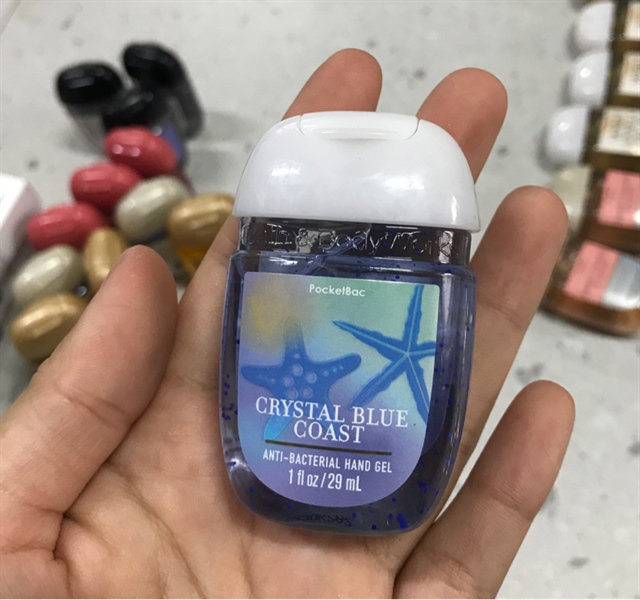 PocketBac
CRYSTAL BLUE
COAST
ANTI-BACTERIAL HAND GEL
1 fl oz / 29 mL